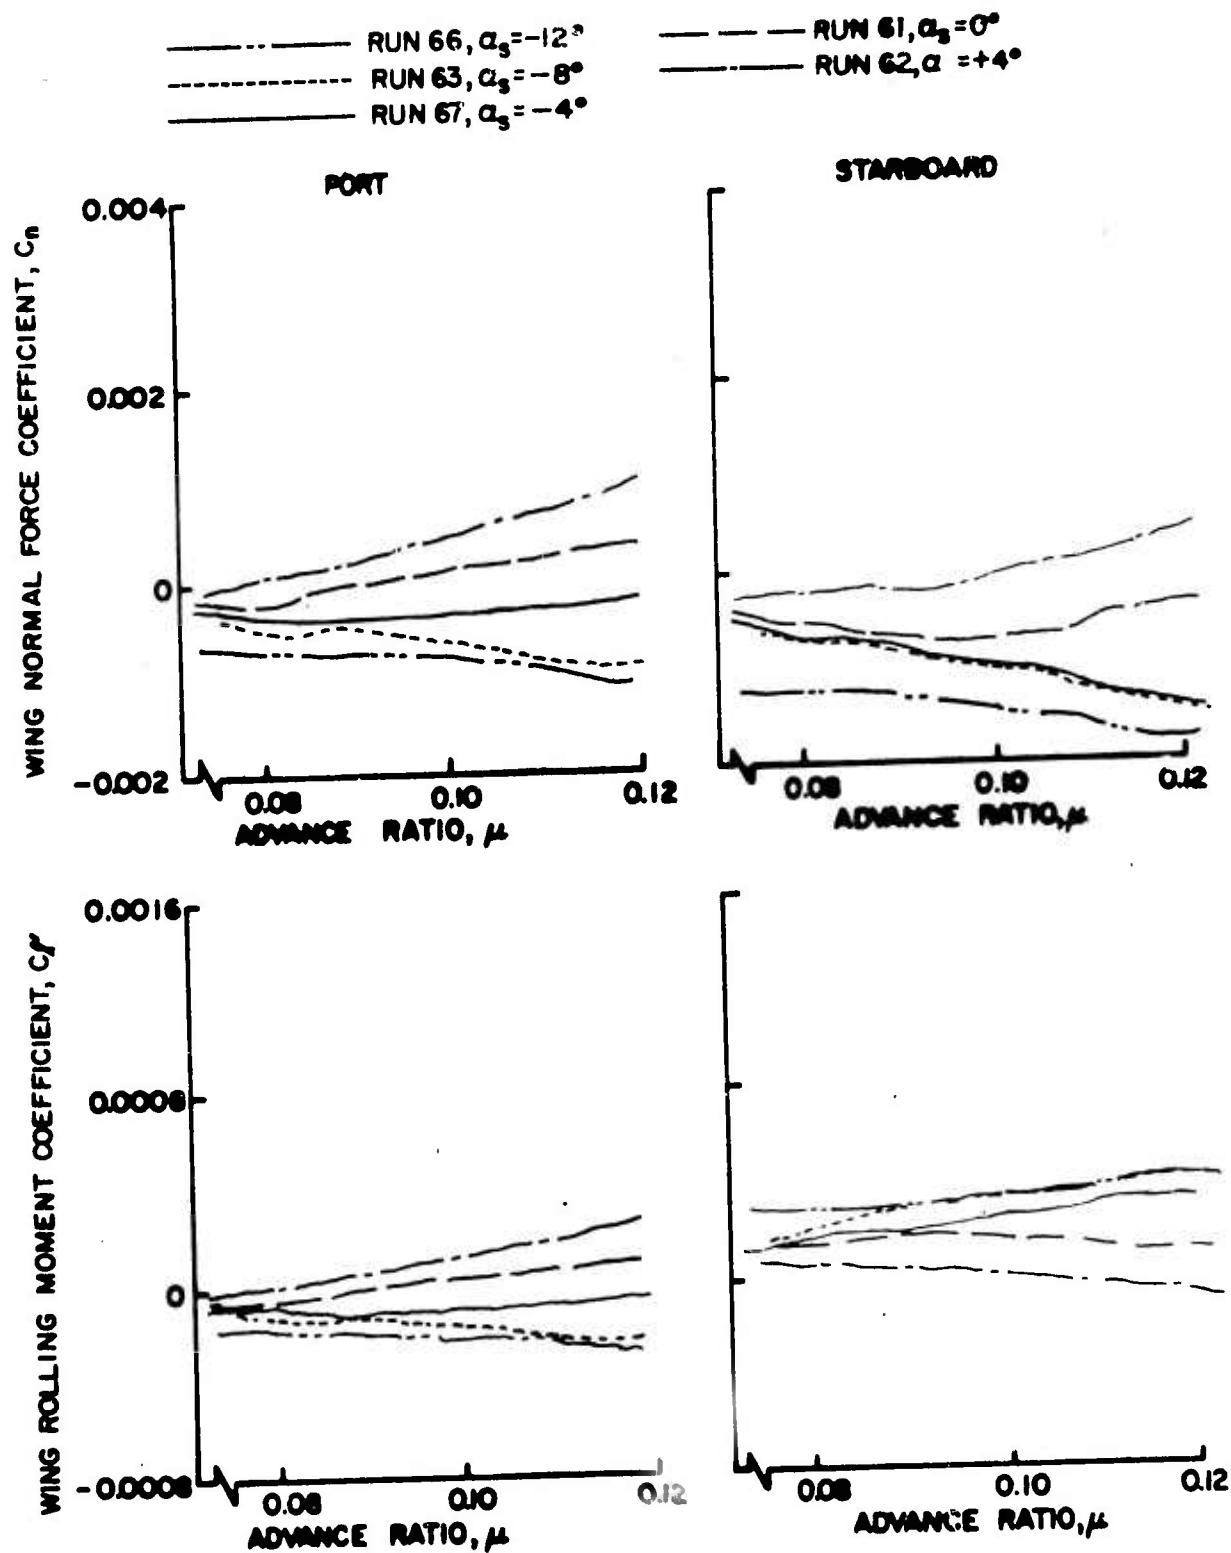 RUN 66, αs=-12°
RUN 63, αs=-8°
RUN 67, αs=-4°
RUN 61, αs=0°
RUN 62, α =+4°
PORT
STARBOARD
WING NORMAL FORCE COEFFICIENT, Cn
0.004
0.002
0
-0.002
0.08
0.10
0.12
ADVANCE RATIO, μ
0.08
0.10
0.12
ADVANCE RATIO, μ
WING ROLLING MOMENT COEFFICIENT, Cℓ
0.0016
0.0008
0
-0.0008
0.08
0.10
0.12
ADVANCE RATIO, μ
0.08
0.10
0.12
ADVANCE RATIO, μ